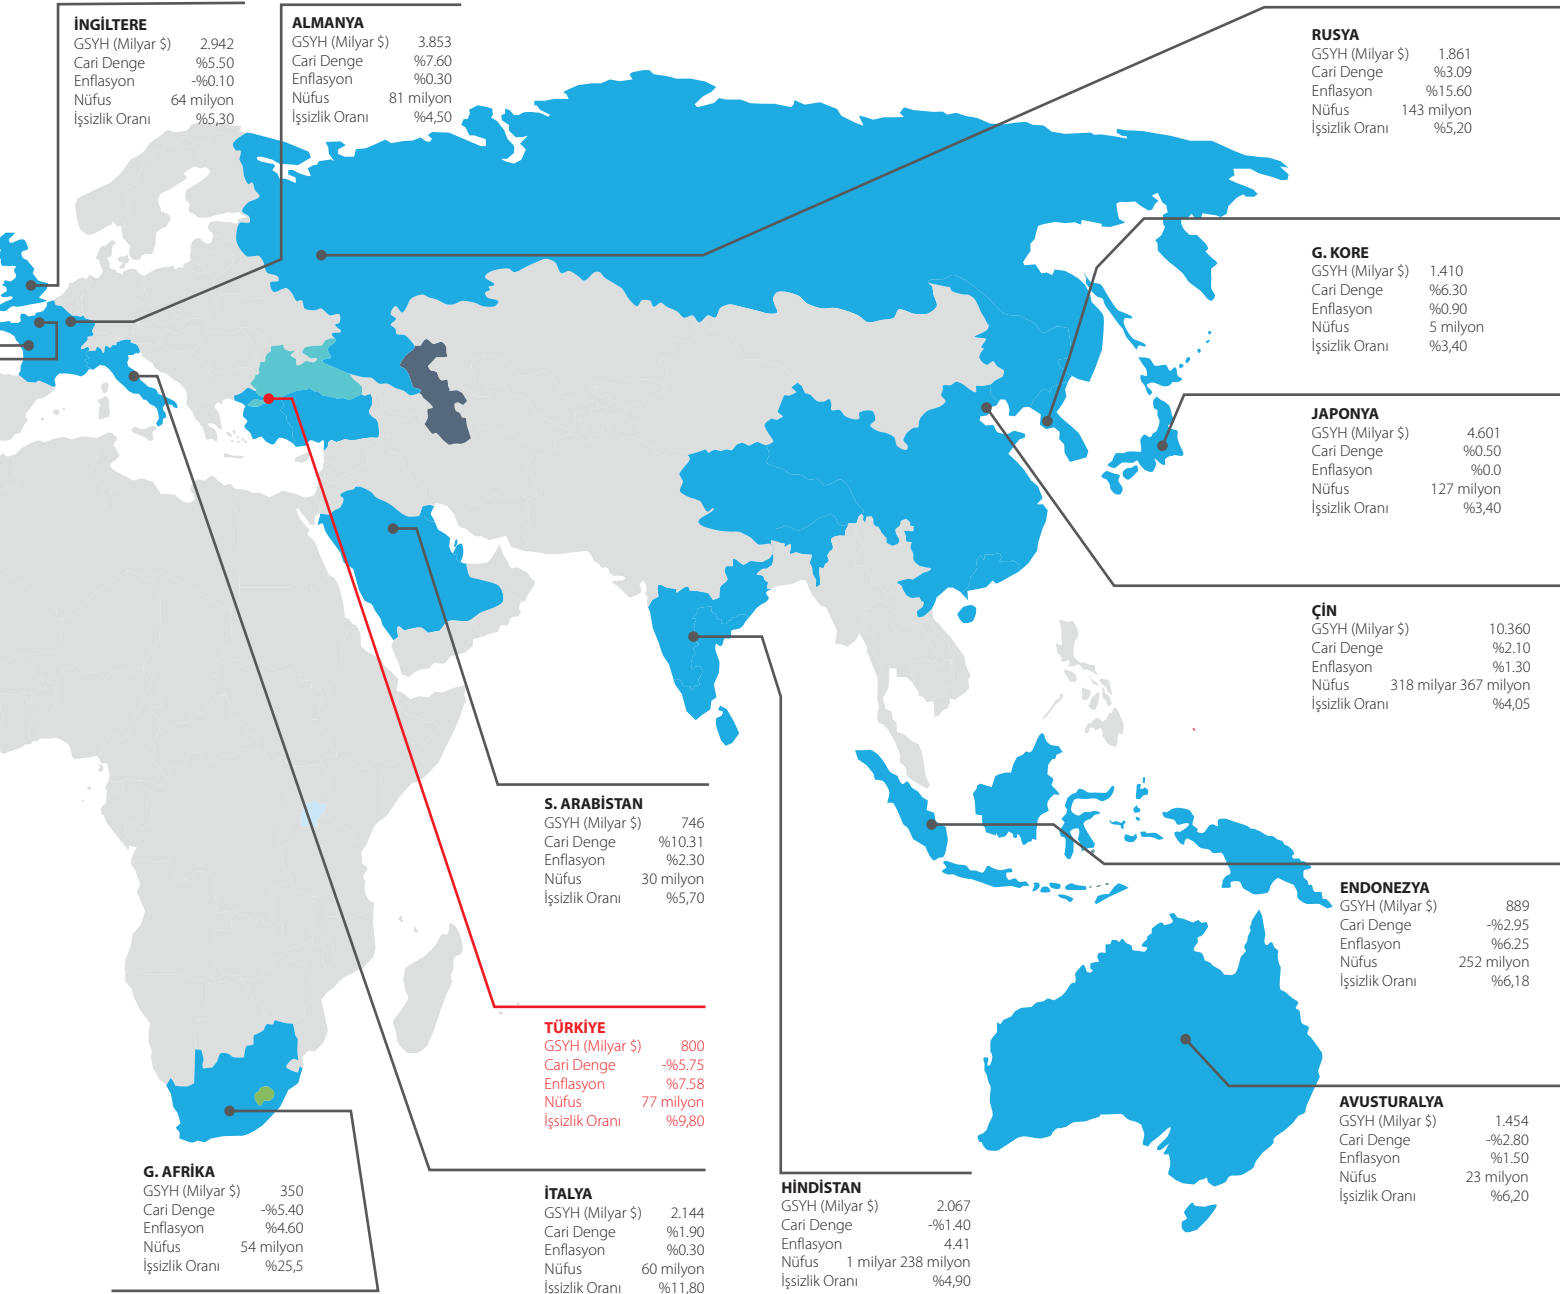 İNGİLTERE
GSYH (Milyar $) 2.942
Cari Denge %5.50
Enflasyon -%0.10
Nüfus 64 milyon
İşsizlik Oranı %5,30
ALMANYA
GSYH (Milyar $) 3.853
Cari Denge %7.60
Enflasyon %0.30
Nüfus 81 milyon
İşsizlik Oranı %4,50
RUSYA
GSYH (Milyar $) 1.861
Cari Denge %3.09
Enflasyon %15.60
Nüfus 143 milyon
İşsizlik Oranı %5,20
G. KORE
GSYH (Milyar $) 1.410
Cari Denge %6.30
Enflasyon %0.90
Nüfus 5 milyon
İşsizlik Oranı %3,40
JAPONYA
GSYH (Milyar $) 4.601
Cari Denge %0.50
Enflasyon %0.0
Nüfus 127 milyon
İşsizlik Oranı %3,40
ÇİN
GSYH (Milyar $) 10.360
Cari Denge %2.10
Enflasyon %1.30
Nüfus 318 milyar 367 milyon
İşsizlik Oranı %4,05
S. ARABİSTAN
GSYH (Milyar $) 746
Cari Denge %10.31
Enflasyon %2.30
Nüfus 30 milyon
İşsizlik Oranı %5,70
ENDONEZYA
GSYH (Milyar $) 889
Cari Denge -%2.95
Enflasyon %6.25
Nüfus 252 milyon
İşsizlik Oranı %6,18
TÜRKİYE
GSYH (Milyar $) 800
Cari Denge -%5.75
Enflasyon %7.58
Nüfus 77 milyon
İşsizlik Oranı %9,80
AVUSTURALYA
GSYH (Milyar $) 1.454
Cari Denge -%2.80
Enflasyon %1.50
Nüfus 23 milyon
İşsizlik Oranı %6,20
G. AFRİKA
GSYH (Milyar $) 350
Cari Denge -%5.40
Enflasyon %4.60
Nüfus 54 milyon
İşsizlik Oranı %25,5
İTALYA
GSYH (Milyar $) 2.144
Cari Denge %1.90
Enflasyon %0.30
Nüfus 60 milyon
İşsizlik Oranı %11,80
HİNDİSTAN
GSYH (Milyar $) 2.067
Cari Denge -%1.40
Enflasyon 4.41
Nüfus 1 milyar 238 milyon
İşsizlik Oranı %4,90